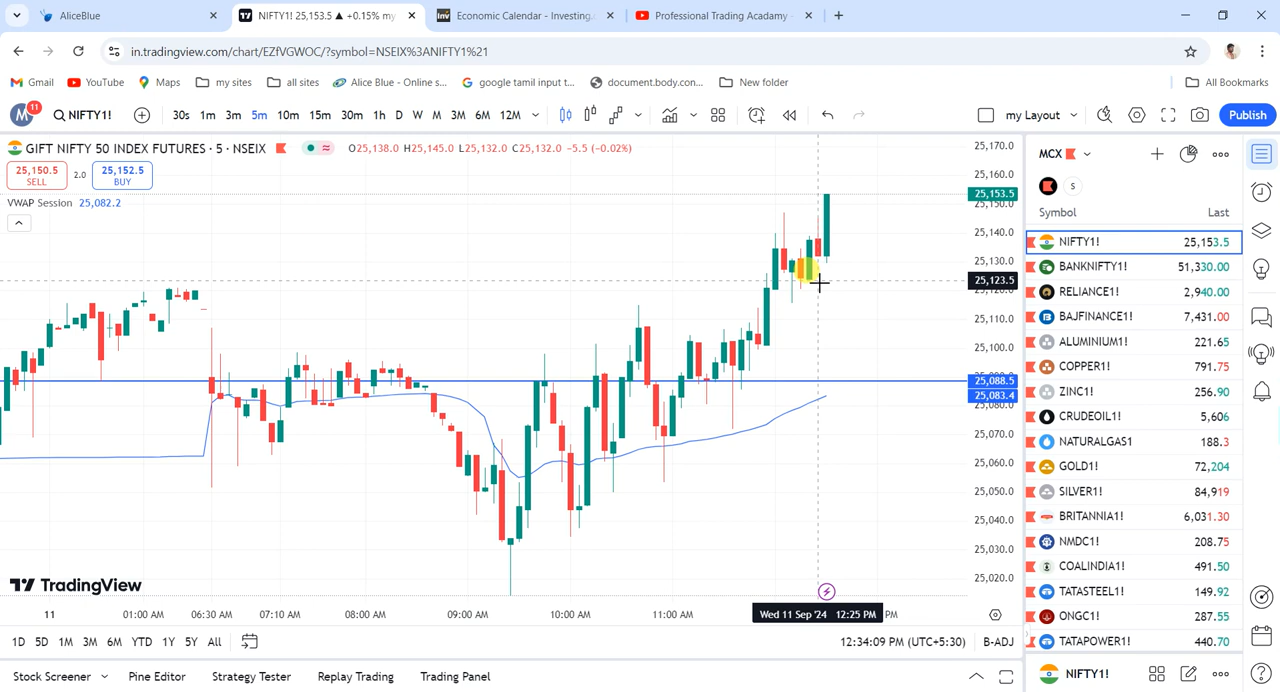 AliceBlue
NIFTY1! 25,153.5 ▲ +0.15% my
Economic Calendar - Investing.c
Professional Trading Acadamy -
in.tradingview.com/chart/EZfVGWOC/?symbol=NSEIX%3ANIFTY1%21
Gmail YouTube Maps my sites all sites Alice Blue - Online s... google tamil input t... document.body.con... New folder All Bookmarks
M 11 NIFTY1! 30s 1m 3m 5m 10m 15m 30m 1h D W M 3M 6M 12M my Layout Publish
GIFT NIFTY 50 INDEX FUTURES · 5 · NSEIX O25,138.0 H25,145.0 L25,132.0 C25,132.0 -5.5 (-0.02%)
25,150.5 SELL 2.0 25,152.5 BUY
VWAP Session 25,082.2
25,170.0
25,160.0
25,153.5
25,150.0
25,140.0
25,130.0
25,123.5
25,120.0
25,110.0
25,100.0
25,088.5
25,083.4
25,080.0
25,070.0
25,060.0
25,050.0
25,040.0
25,030.0
25,020.0
TradingView
11 01:00 AM 06:30 AM 07:10 AM 08:00 AM 09:00 AM 10:00 AM 11:00 AM Wed 11 Sep '24 12:25 PM PM
1D 5D 1M 3M 6M YTD 1Y 5Y All 12:34:09 PM (UTC+5:30) B-ADJ
Stock Screener Pine Editor Strategy Tester Replay Trading Trading Panel
MCX
S
Symbol Last
NIFTY1! 25,153.5
BANKNIFTY1! 51,330.00
RELIANCE1! 2,940.00
BAJFINANCE1! 7,431.00
ALUMINIUM1! 221.65
COPPER1! 791.75
ZINC1! 256.90
CRUDEOIL1! 5,606
NATURALGAS1 188.3
GOLD1! 72,204
SILVER1! 84,919
BRITANNIA1! 6,031.30
NMDC1! 208.75
COALINDIA1! 491.50
TATASTEEL1! 149.92
ONGC1! 287.55
TATAPOWER1! 440.70
NIFTY1!